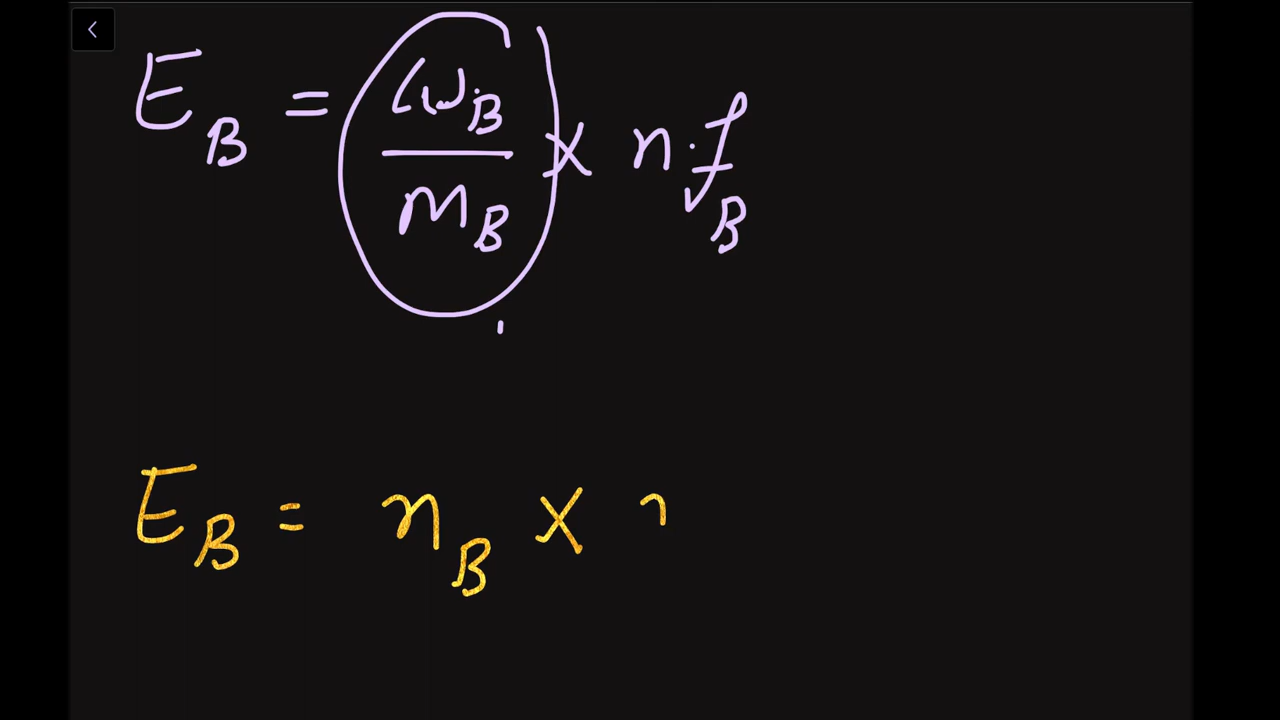 E_B = w_B / m_B × n.f_B
E_B = n_B ×